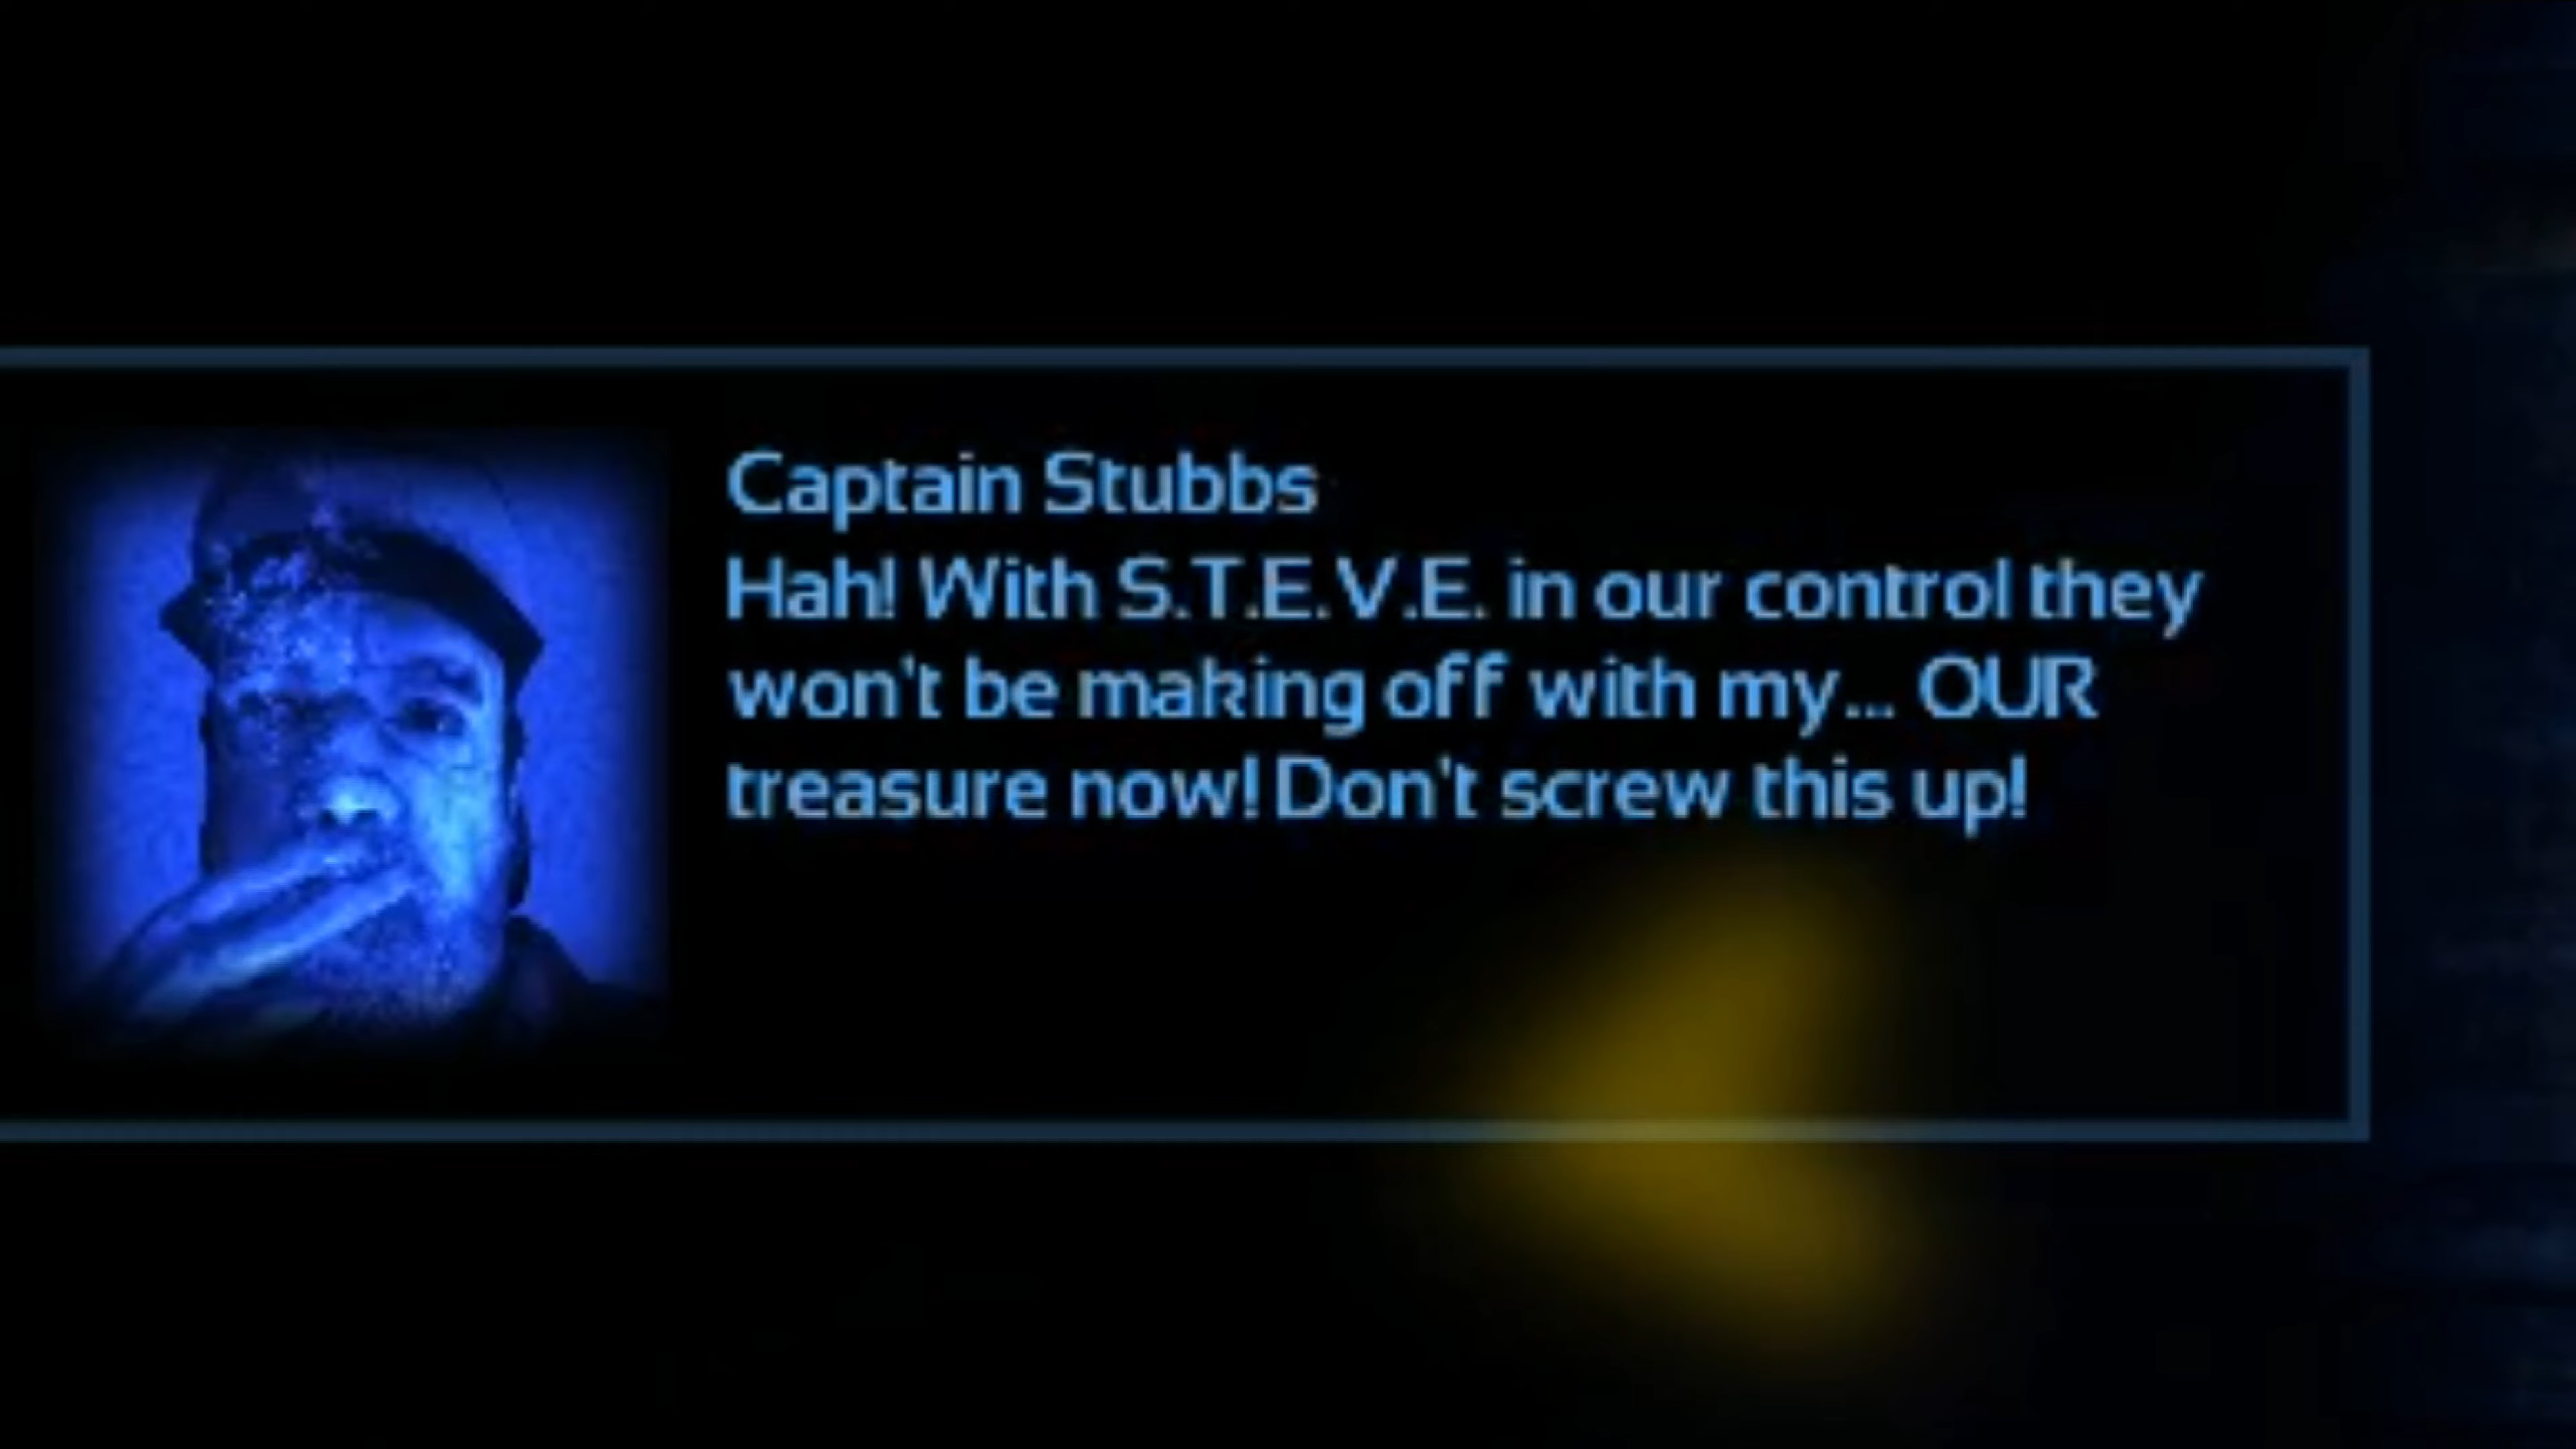 Captain Stubbs
Hah! With S.T.E.V.E. in our control they
won't be making off with my... OUR
treasure now! Don't screw this up!